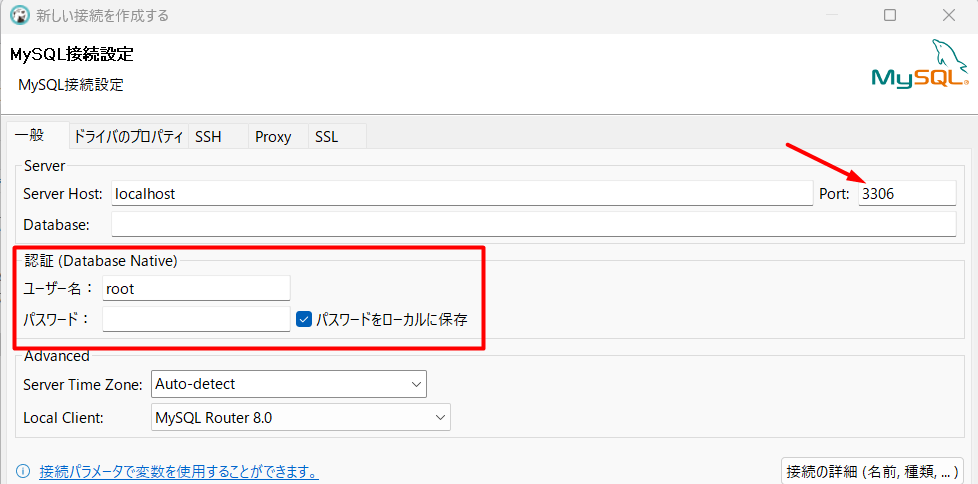 新しい接続を作成する
MySQL接続設定
MySQL接続設定
MySQL
一般 ドライバのプロパティ SSH Proxy SSL
Server
Server Host: localhost Port: 3306
Database:
認証 (Database Native)
ユーザー名： root
パスワード： パスワードをローカルに保存
Advanced
Server Time Zone: Auto-detect
Local Client: MySQL Router 8.0
接続パラメータで変数を使用することができます。 接続の詳細 (名前, 種類, ... )